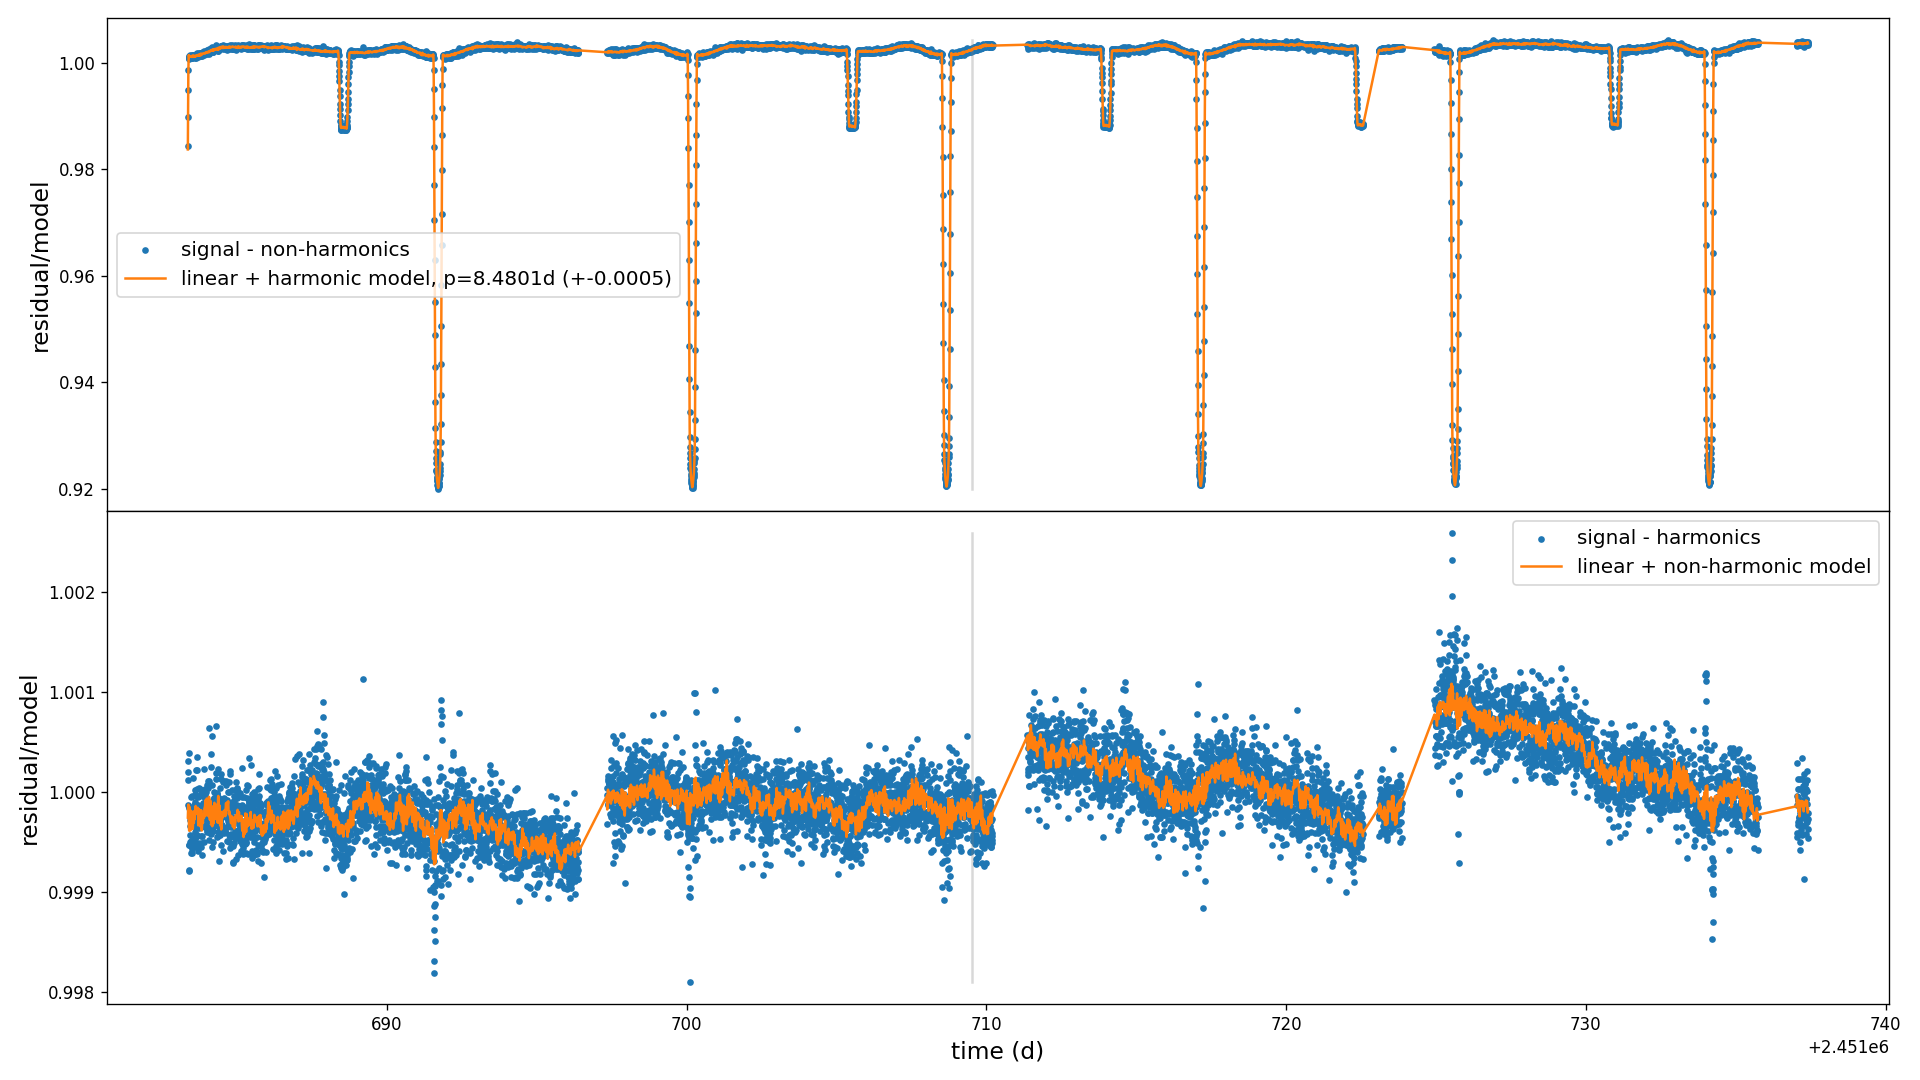 1.00
0.98
0.96
0.94
0.92
residual/model
signal - non-harmonics
linear + harmonic model, p=8.4801d (+-0.0005)
1.002
1.001
1.000
0.999
0.998
residual/model
signal - harmonics
linear + non-harmonic model
690 700 710 720 730 740
time (d)
+2.451e6